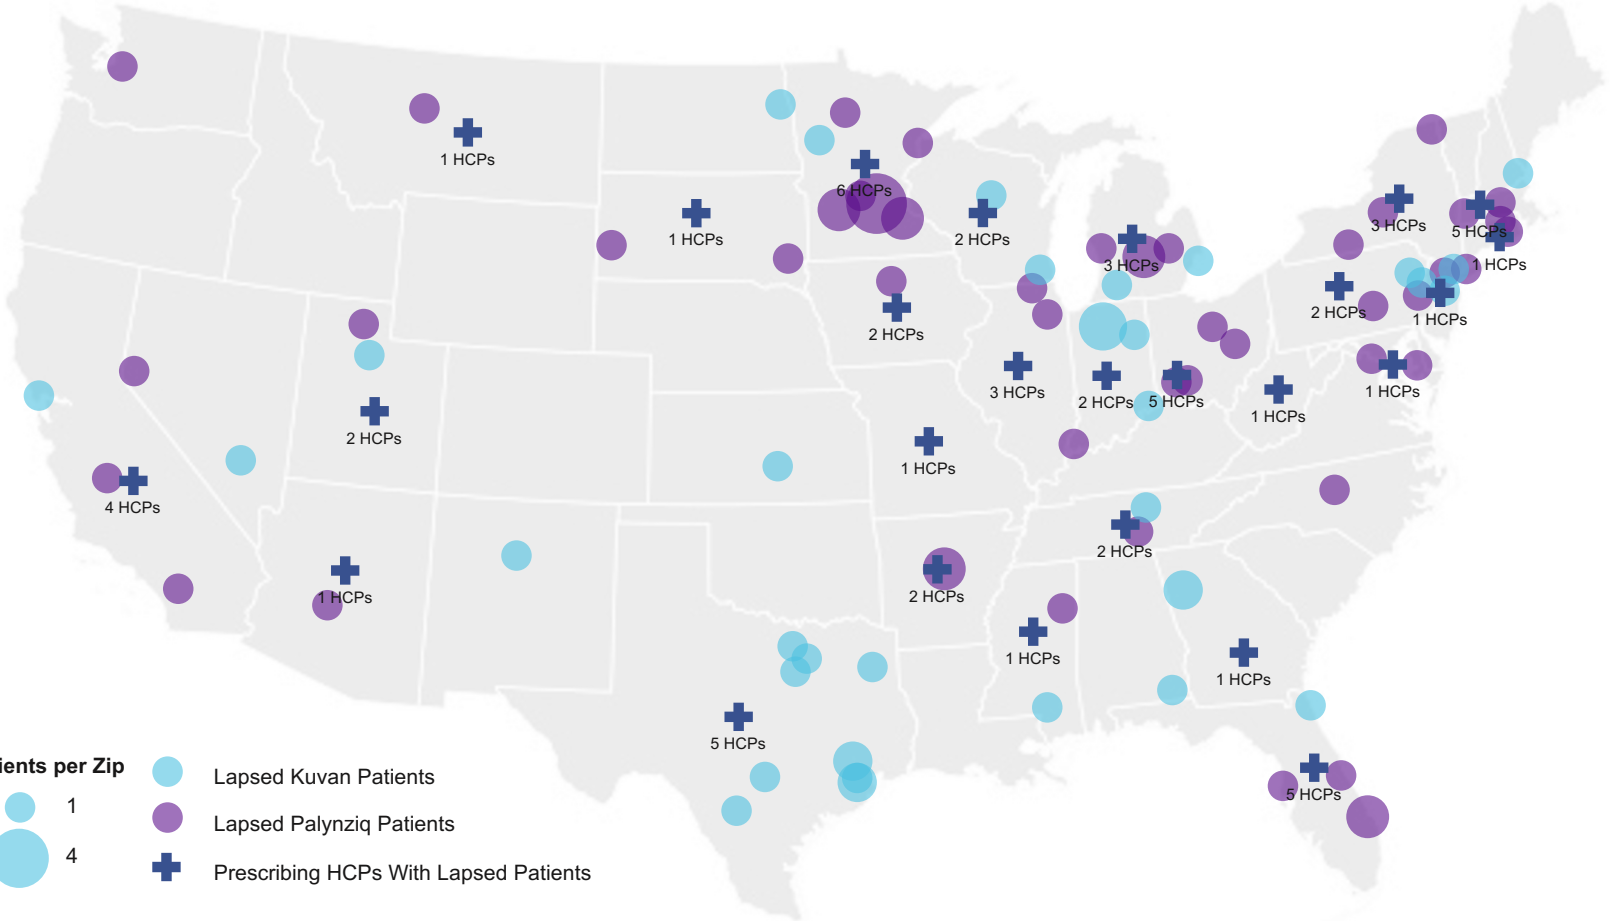 1 HCPs
6 HCPs
1 HCPs
2 HCPs
3 HCPs
3 HCPs
5 HCPs
1 HCPs
2 HCPs
2 HCPs
1 HCPs
3 HCPs
2 HCPs
5 HCPs
1 HCPs
1 HCPs
2 HCPs
1 HCPs
4 HCPs
2 HCPs
1 HCPs
2 HCPs
1 HCPs
1 HCPs
5 HCPs
5 HCPs
ients per Zip
1
4
Lapsed Kuvan Patients
Lapsed Palynziq Patients
Prescribing HCPs With Lapsed Patients